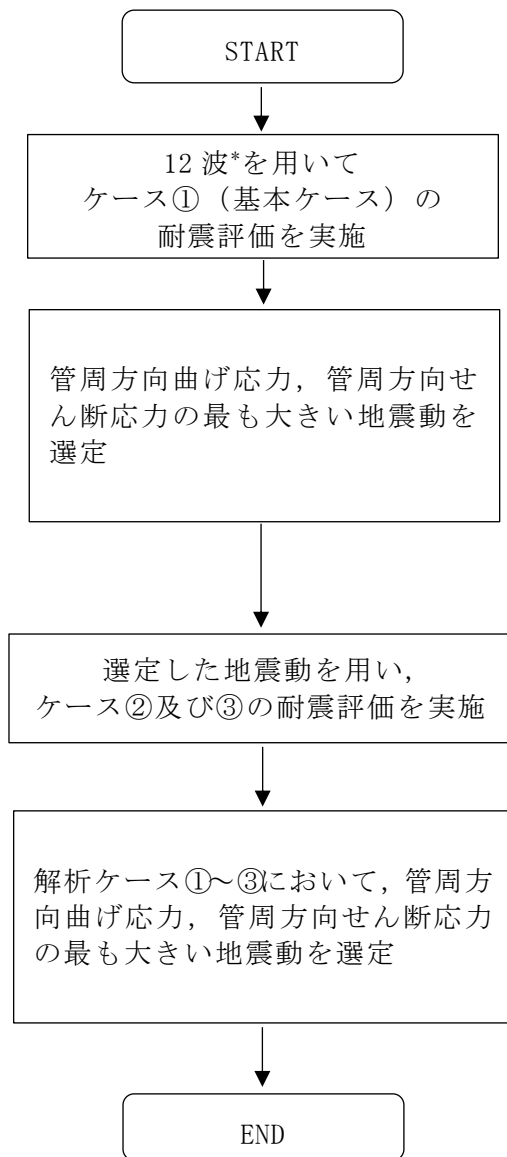 START
12 波*を用いて
ケース①（基本ケース）の
耐震評価を実施
管周方向曲げ応力，管周方向せ
ん断応力の最も大きい地震動を
選定
選定した地震動を用い，
ケース②及び③の耐震評価を実施
解析ケース①～③において，管周方
向曲げ応力，管周方向せん断応力
の最も大きい地震動を選定
END